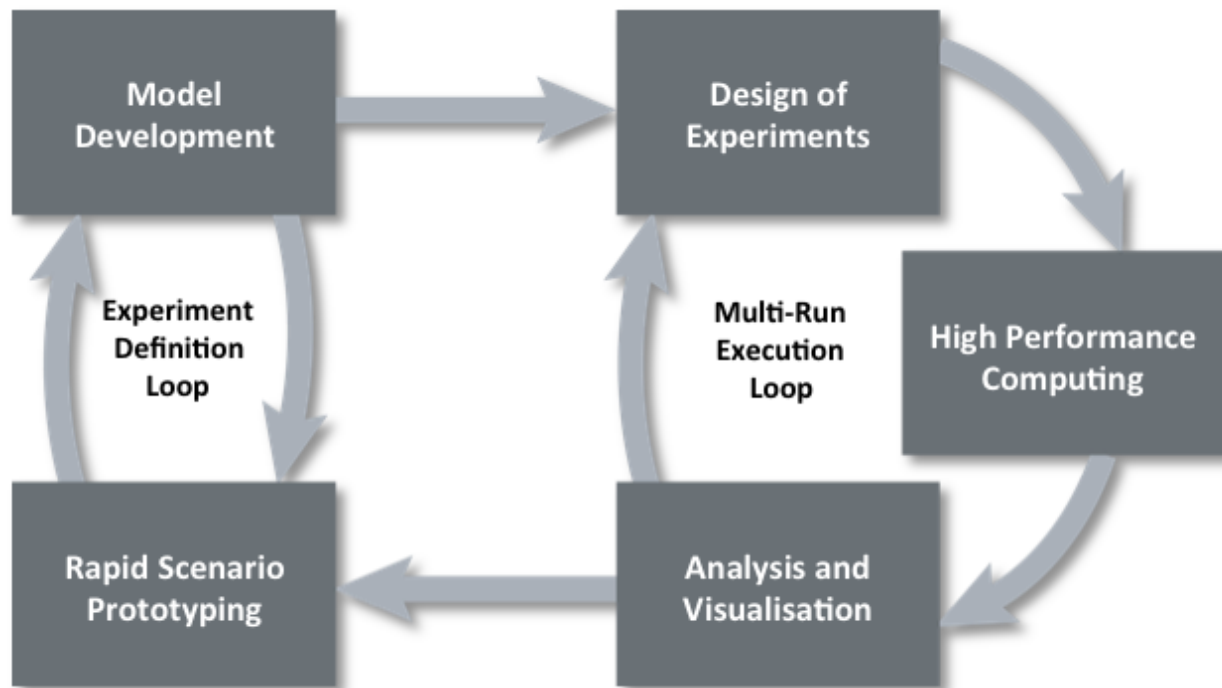 Model
Development
Design of
Experiments
Experiment
Definition
Loop
Multi-Run
Execution
Loop
High Performance
Computing
Rapid Scenario
Prototyping
Analysis and
Visualisation